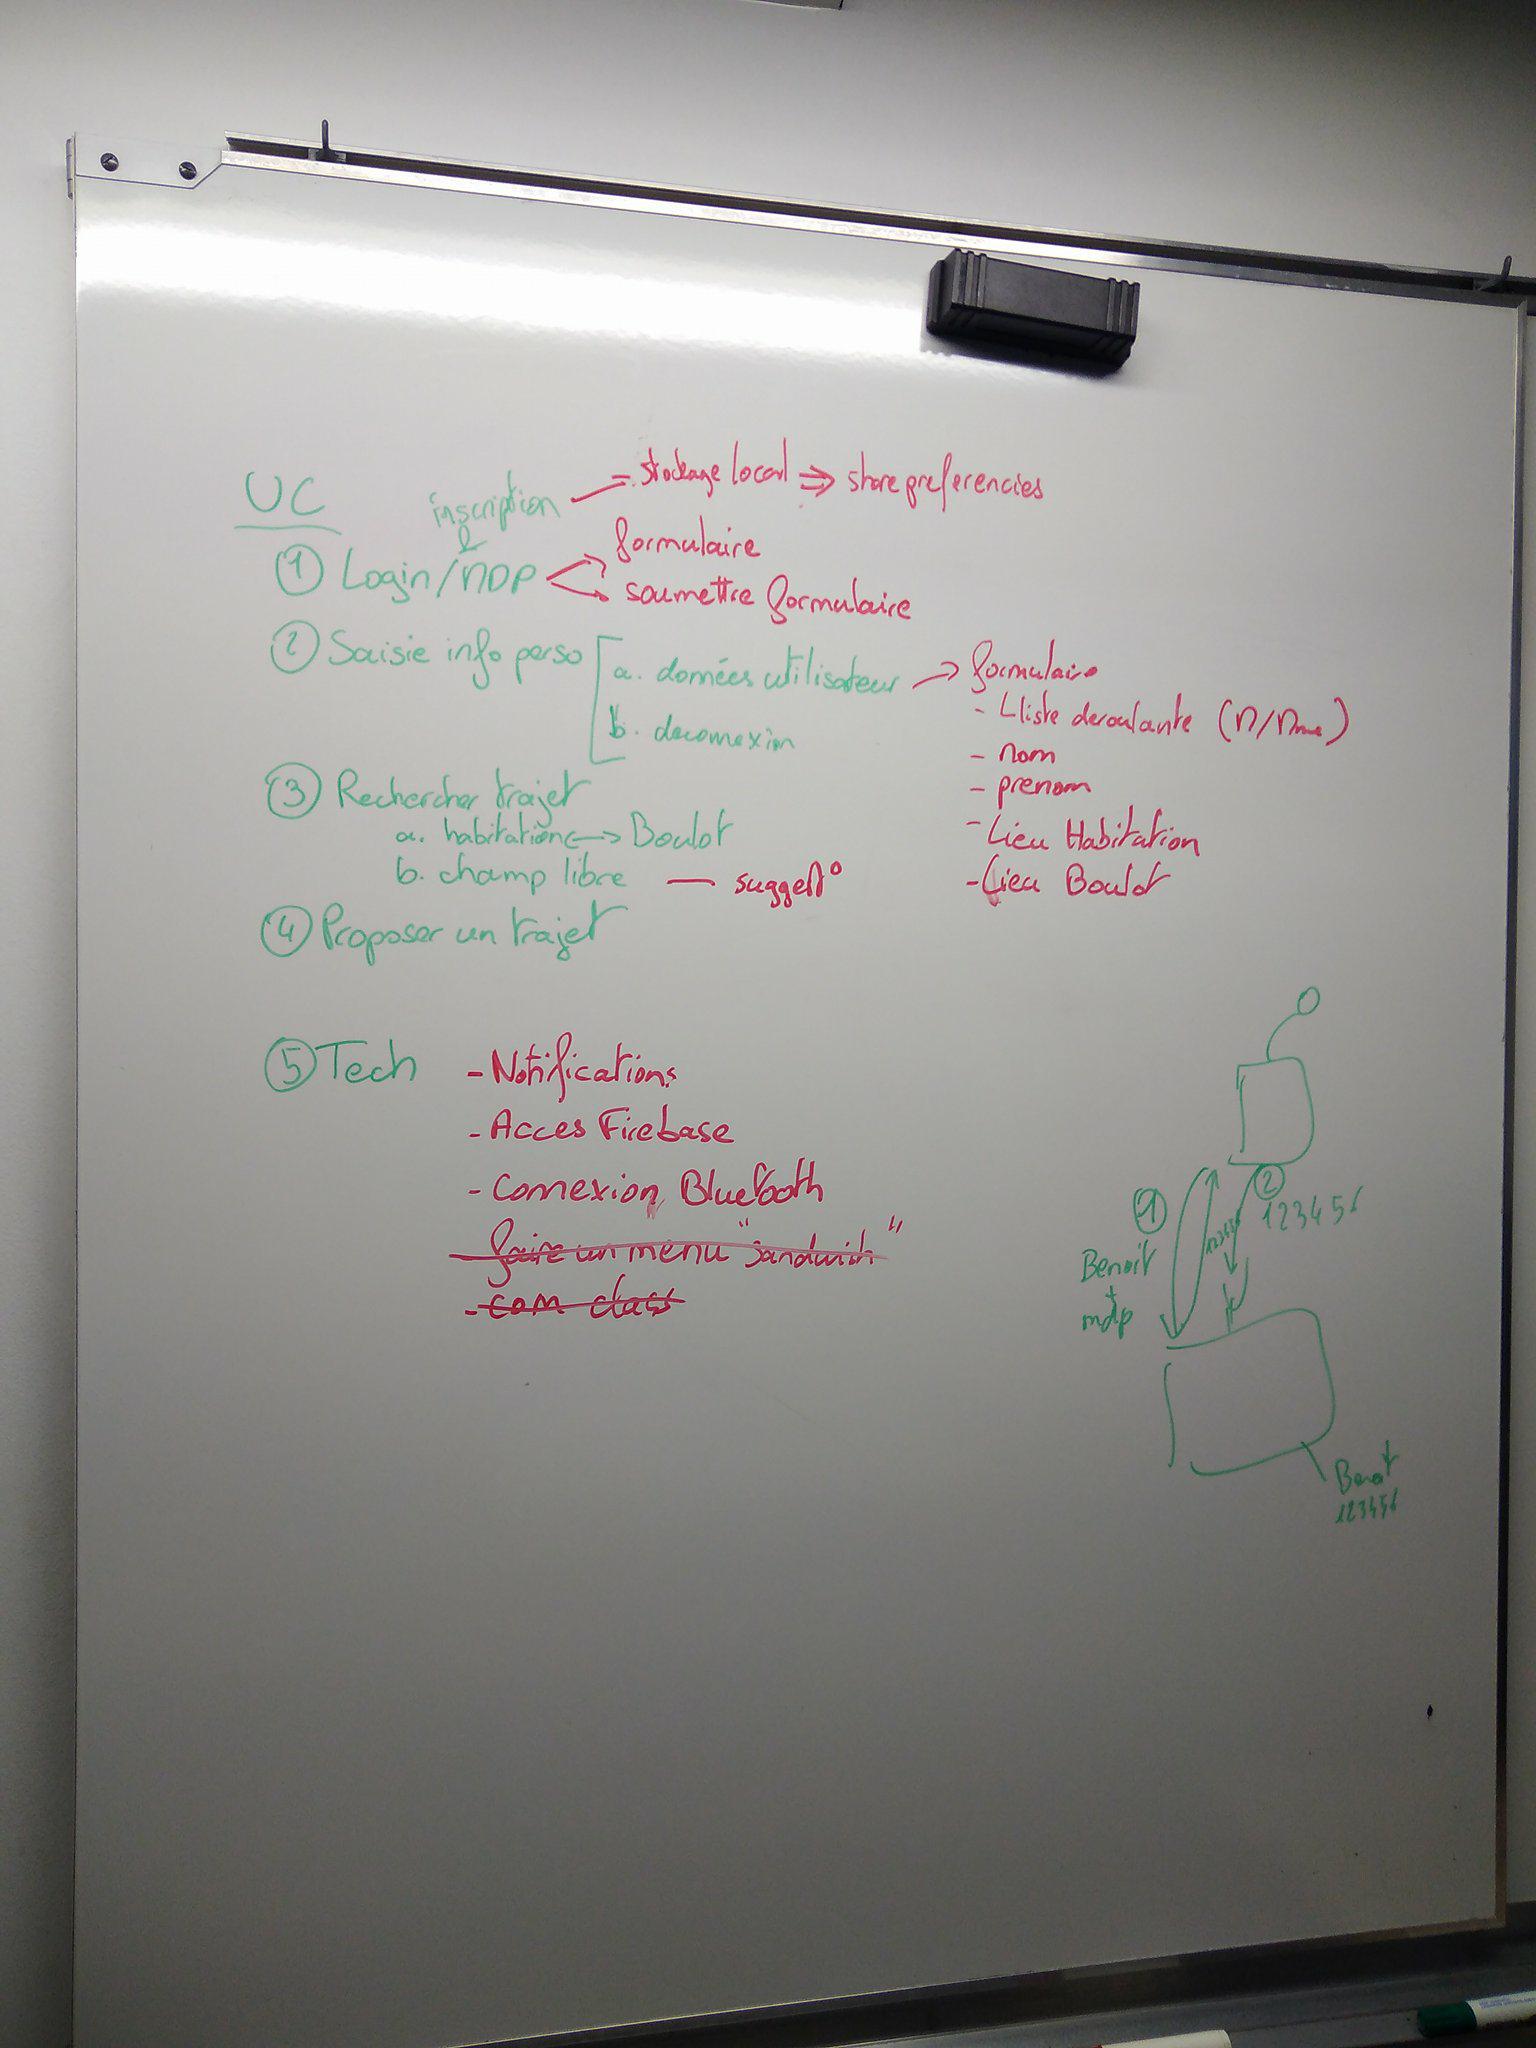 UC
inscription = stockage local => share preferencies
& 
① Login/MDP formulaire
soumettre formulaire
② Saisie info perso
a. données utilisateur → formulaire
b. deconnexion
- Lliste deroulante (M/Mme)
- nom
- prenom
- Lieu Habitation
- Lieu Boulot
③ Rechercher trajet
a. habitation <-> Boulot
b. champ libre — suggest°
④ Proposer un trajet
⑤ Tech - Notifications
- Acces Firebase
- Connexion Bluetooth
faire un menu "sandwish"
- com class
①
②
123456
123456
Benoit
+
mdp
Benoit
123456